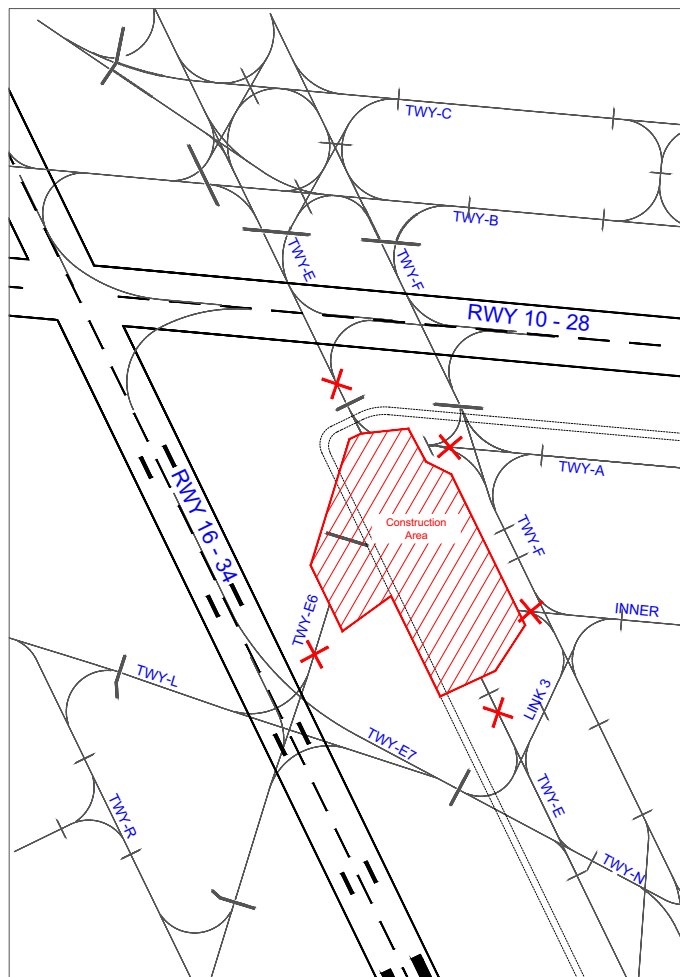 TWY-C
TWY-B
TWY-E
TWY-F
RWY 10 - 28
TWY-A
RWY 16 - 34
Construction
Area
TWY-F
INNER
TWY-E6
TWY-L
LINK 3
TWY-E7
TWY-E
TWY-R
TWY-N